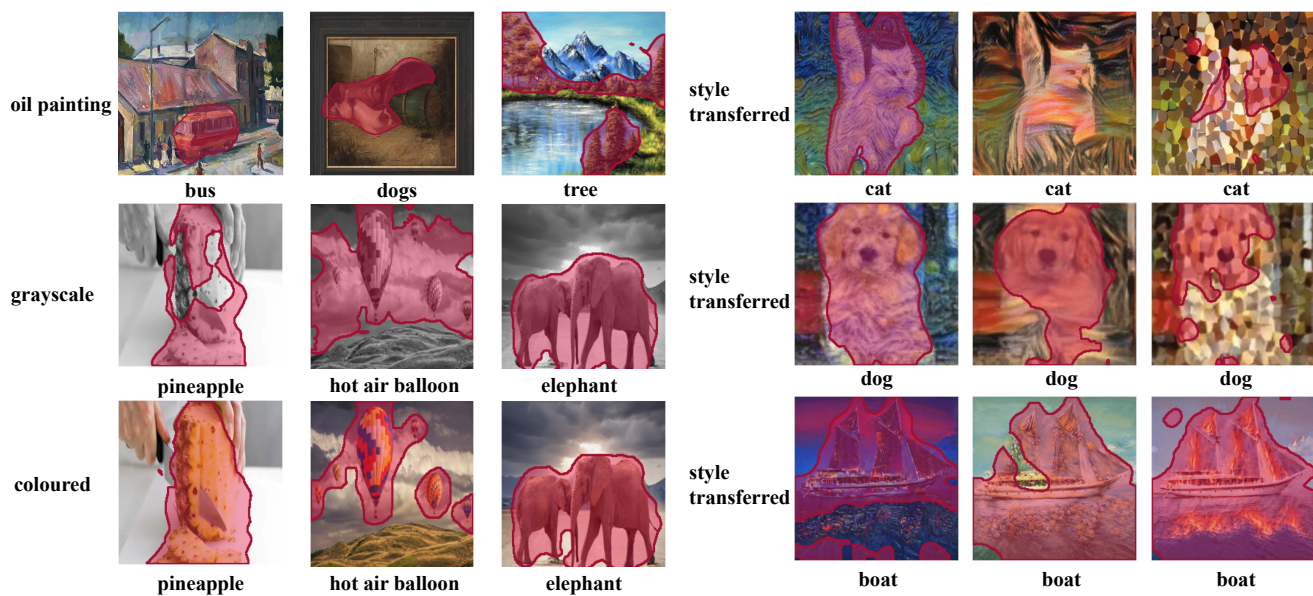 oil painting
bus
dogs
tree
style
transferred
cat
cat
cat
grayscale
pineapple
hot air balloon
elephant
style
transferred
dog
dog
dog
coloured
pineapple
hot air balloon
elephant
style
transferred
boat
boat
boat